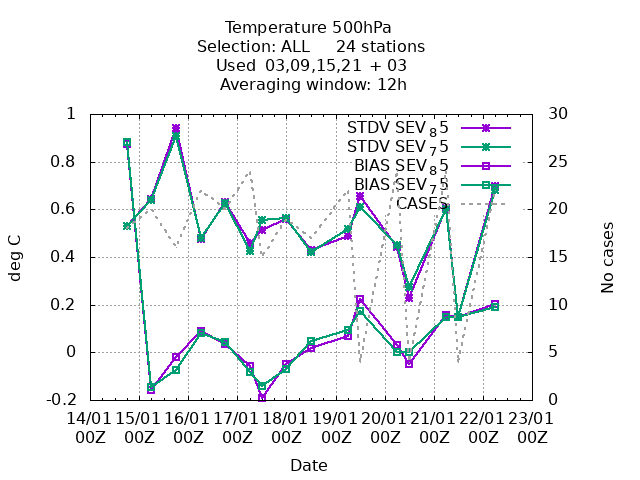 Temperature 500hPa
Selection: ALL 24 stations
Used 03,09,15,21 + 03
Averaging window: 12h
1
0.8
0.6
0.4
0.2
0
-0.2
30
25
20
15
10
5
0
deg C
No cases
STDV SEV₈5
STDV SEV₇5
BIAS SEV₈5
BIAS SEV₇5
CASES
14/01 15/01 16/01 17/01 18/01 19/01 20/01 21/01 22/01 23/01
00Z 00Z 00Z 00Z 00Z 00Z 00Z 00Z 00Z 00Z
Date